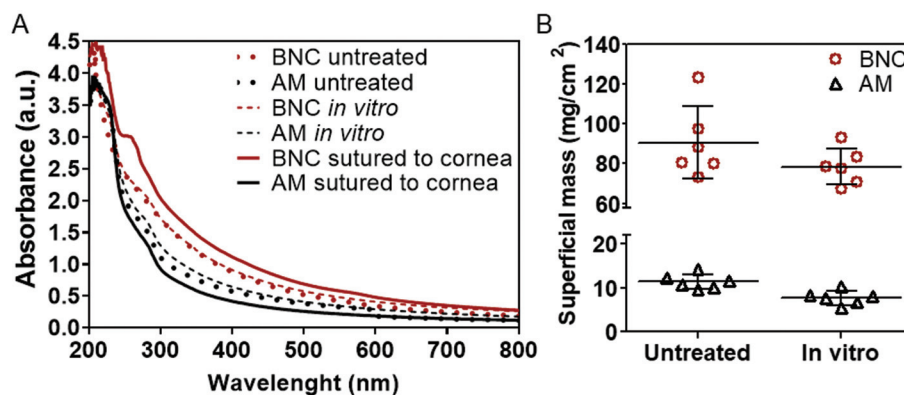 A
Absorbance (a.u.)
4.5
4.0
3.5
3.0
2.5
2.0
1.5
1.0
0.5
0.0
200 300 400 500 600 700 800
Wavelenght (nm)
BNC untreated
AM untreated
BNC in vitro
AM in vitro
BNC sutured to cornea
AM sutured to cornea
B
Superficial mass (mg/cm²)
140
120
100
80
60
20
10
0
BNC
AM
Untreated In vitro